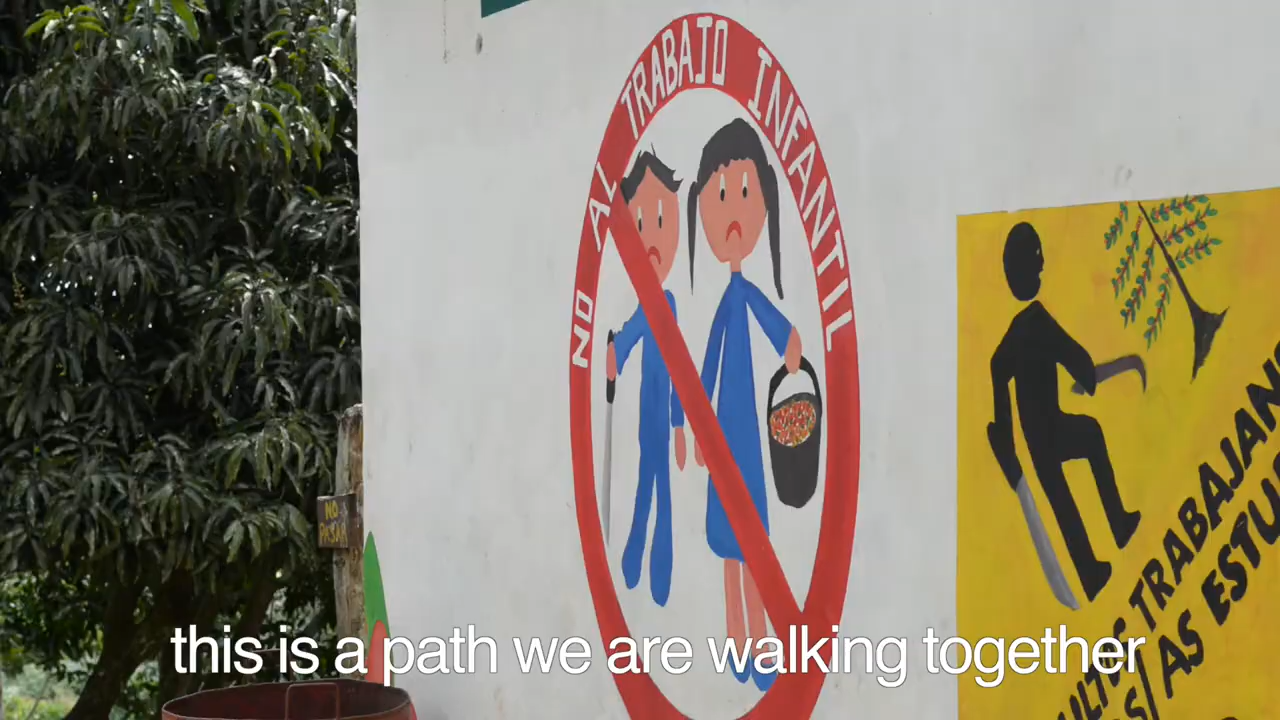 NO AL TRABAJO INFANTIL
NO
PASAR
TRABAJAN
AS ESTU
this is a path we are walking together